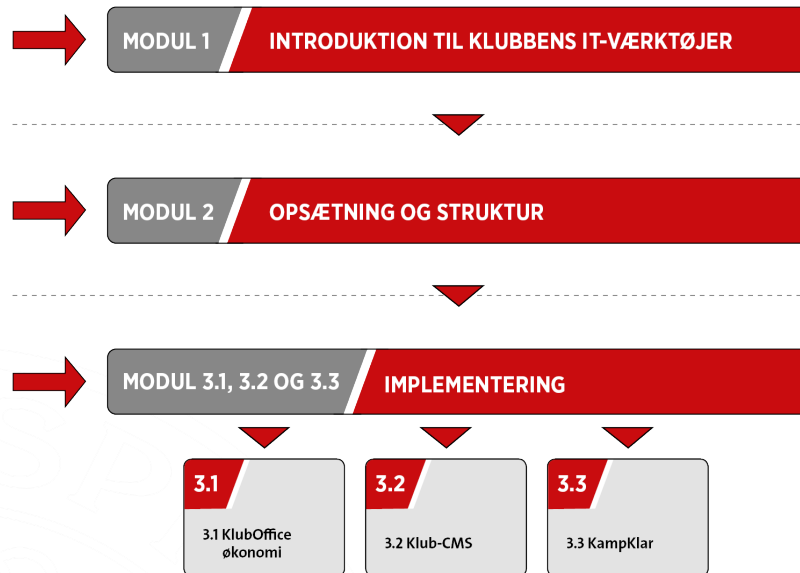 MODUL 1 INTRODUKTION TIL KLUBBENS IT-VÆRKTØJER
MODUL 2 OPSÆTNING OG STRUKTUR
MODUL 3.1, 3.2 OG 3.3 IMPLEMENTERING
3.1
3.1 KlubOffice
økonomi
3.2
3.2 Klub-CMS
3.3
3.3 KampKlar